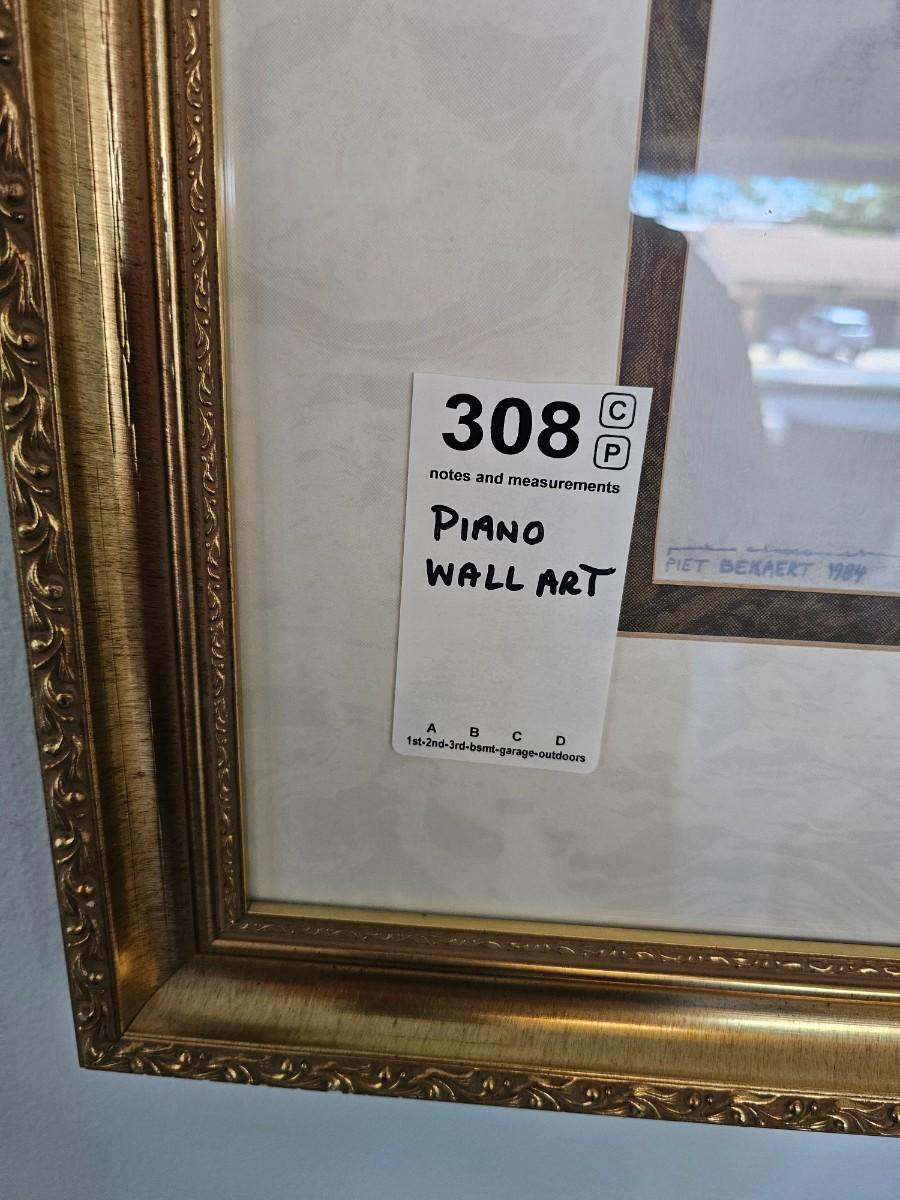 308 C
P
notes and measurements
PIANO
WALL ART
A B C D
1st-2nd-3rd-bsmt-garage-outdoors
PIET BEKAERT 1984